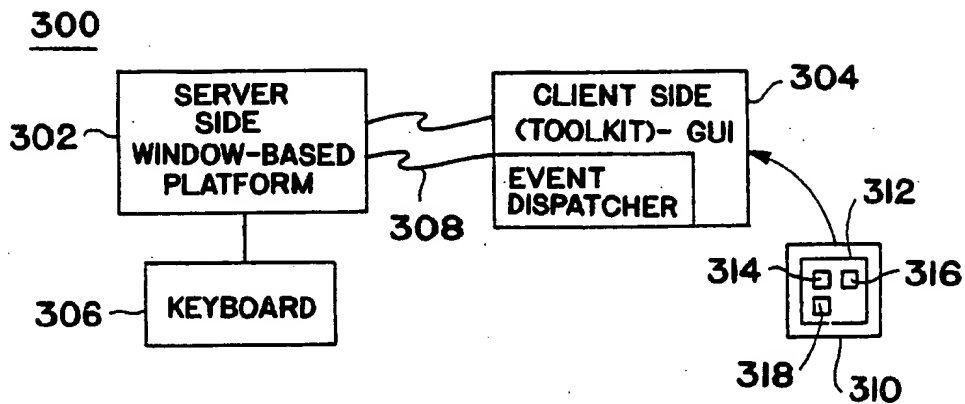 300
302
SERVER
SIDE
WINDOW-BASED
PLATFORM
304
CLIENT SIDE
(TOOLKIT)- GUI
EVENT
DISPATCHER
308
306
KEYBOARD
312
314
316
318
310